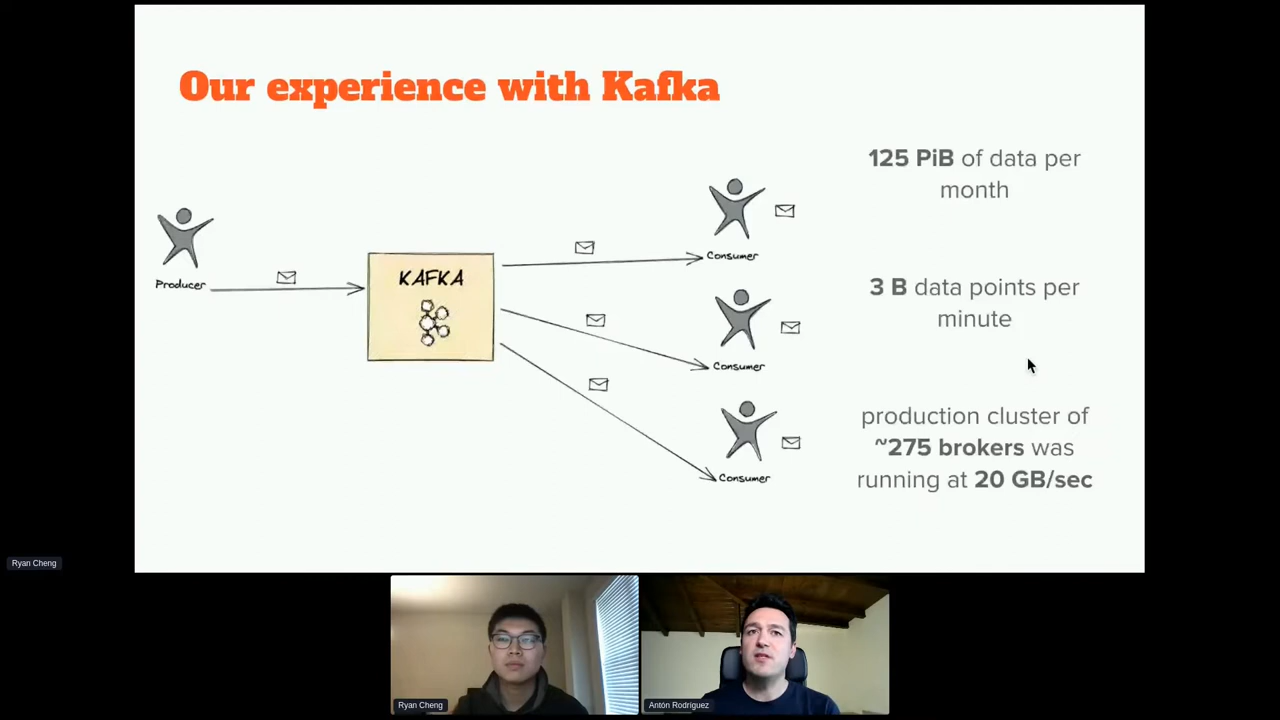 Our experience with Kafka
125 PiB of data per
month
Producer
KAFKA
Consumer
3 B data points per
minute
Consumer
production cluster of
~275 brokers was
running at 20 GB/sec
Consumer
Ryan Cheng
Ryan Cheng
Antón Rodríguez